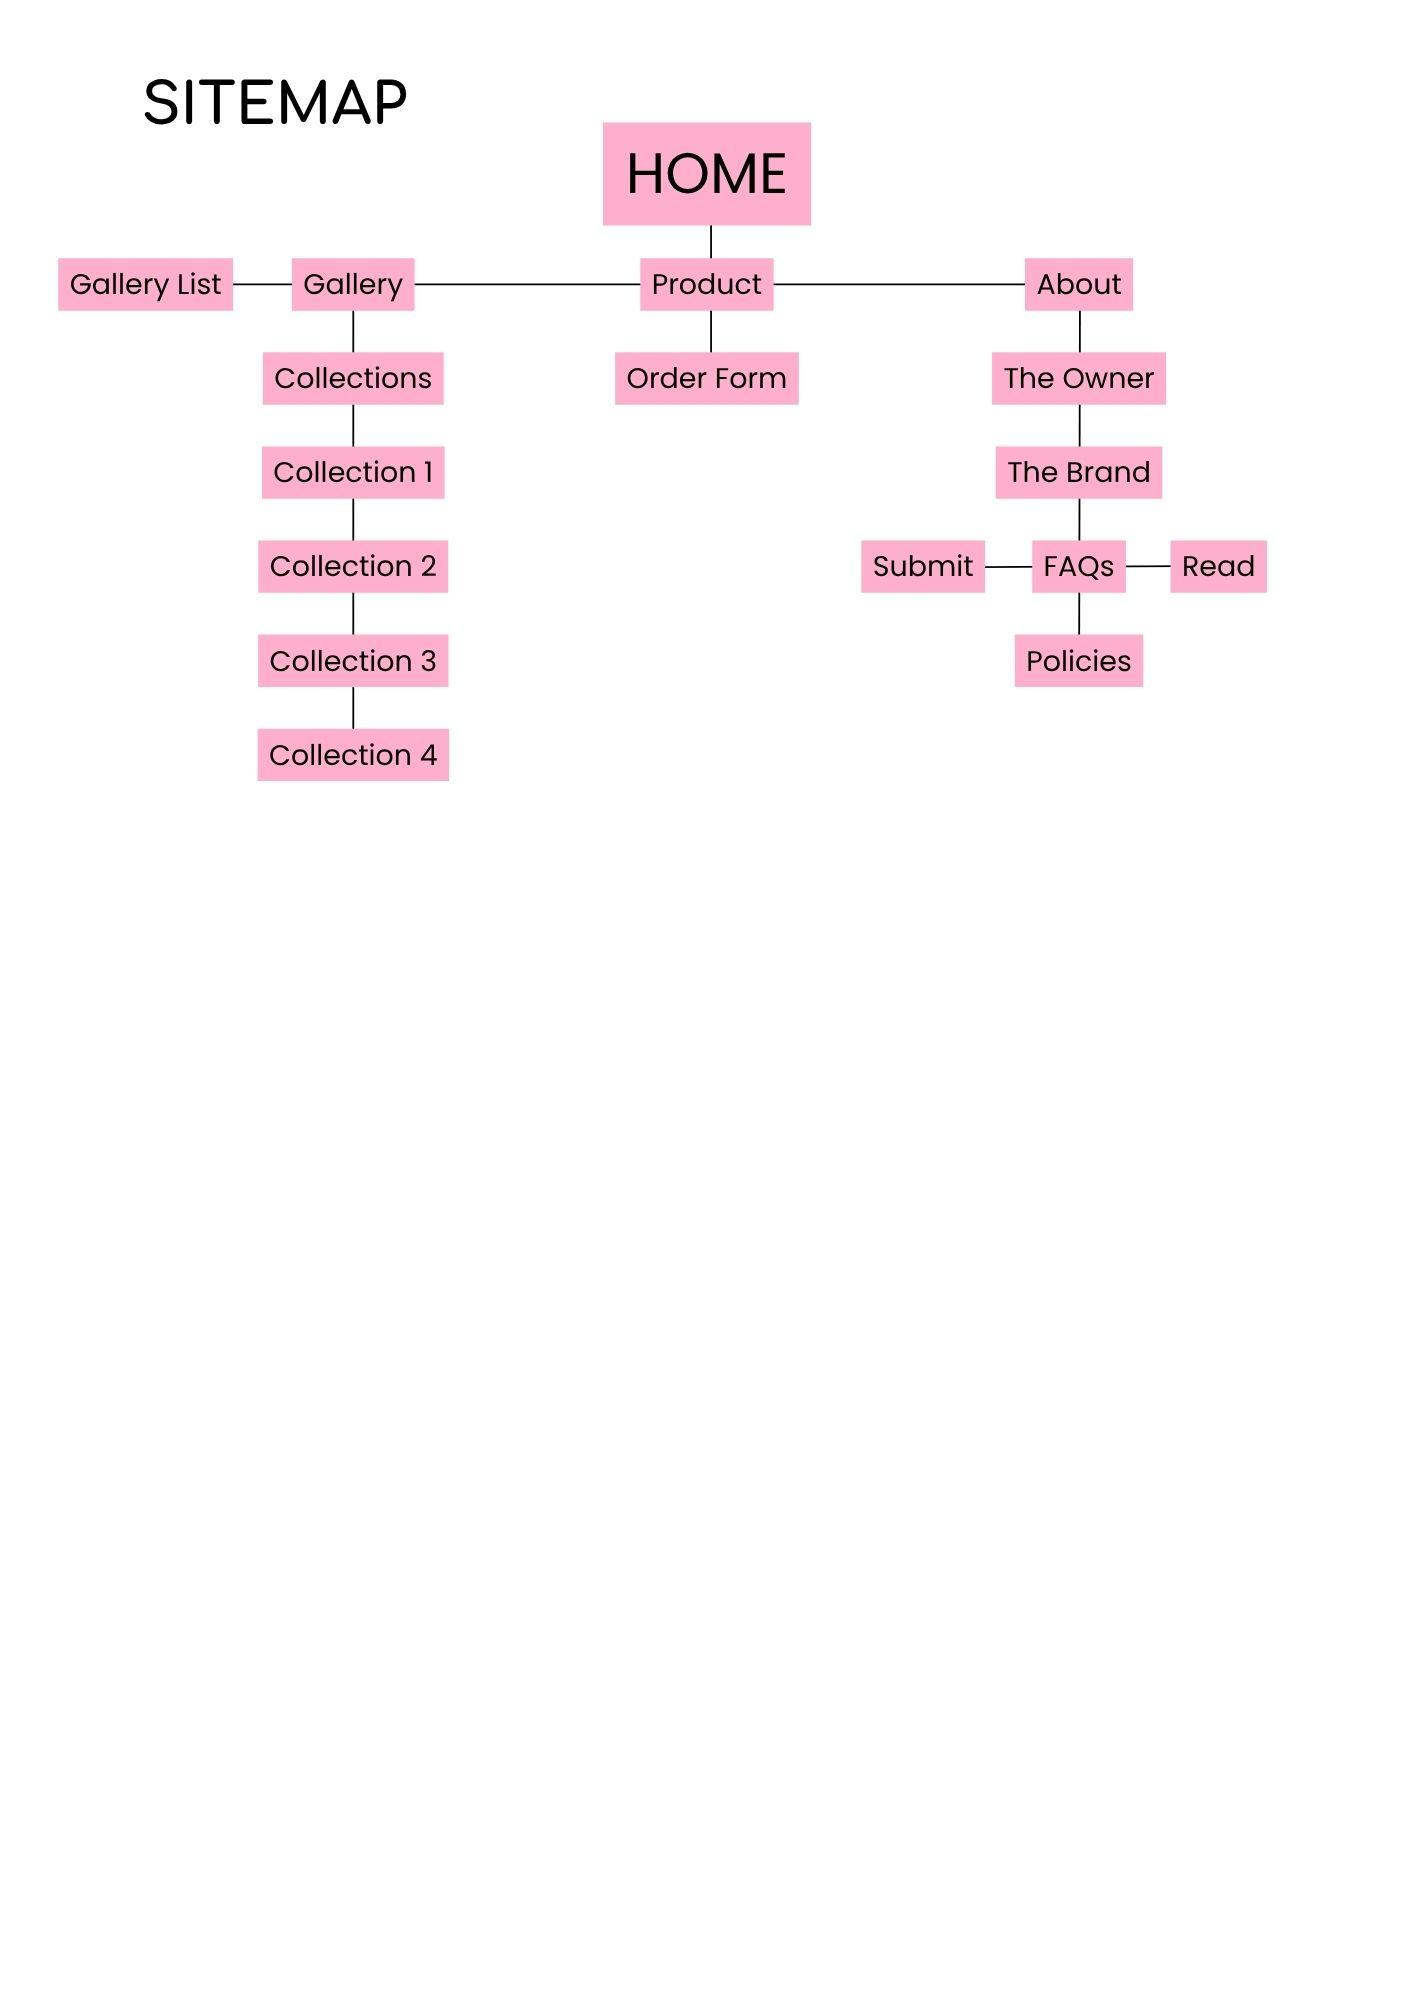 SITEMAP
HOME
Gallery List
Gallery
Product
About
Collections
Order Form
The Owner
Collection 1
The Brand
Collection 2
Submit
FAQs
Read
Collection 3
Policies
Collection 4